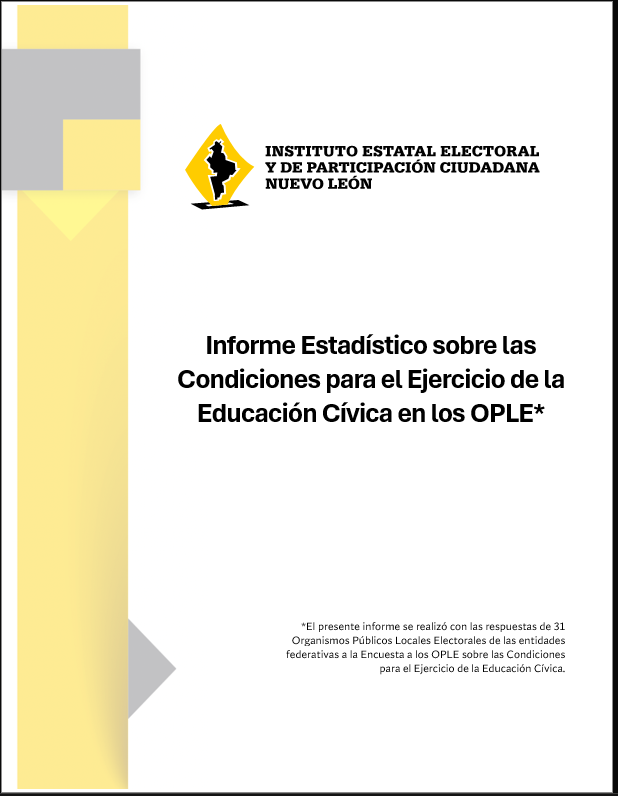 INSTITUTO ESTATAL ELECTORAL
Y DE PARTICIPACIÓN CIUDADANA
NUEVO LEÓN
Informe Estadístico sobre las
Condiciones para el Ejercicio de la
Educación Cívica en los OPLE*
*El presente informe se realizó con las respuestas de 31
Organismos Públicos Locales Electorales de las entidades
federativas a la Encuesta a los OPLE sobre las Condiciones
para el Ejercicio de la Educación Cívica.